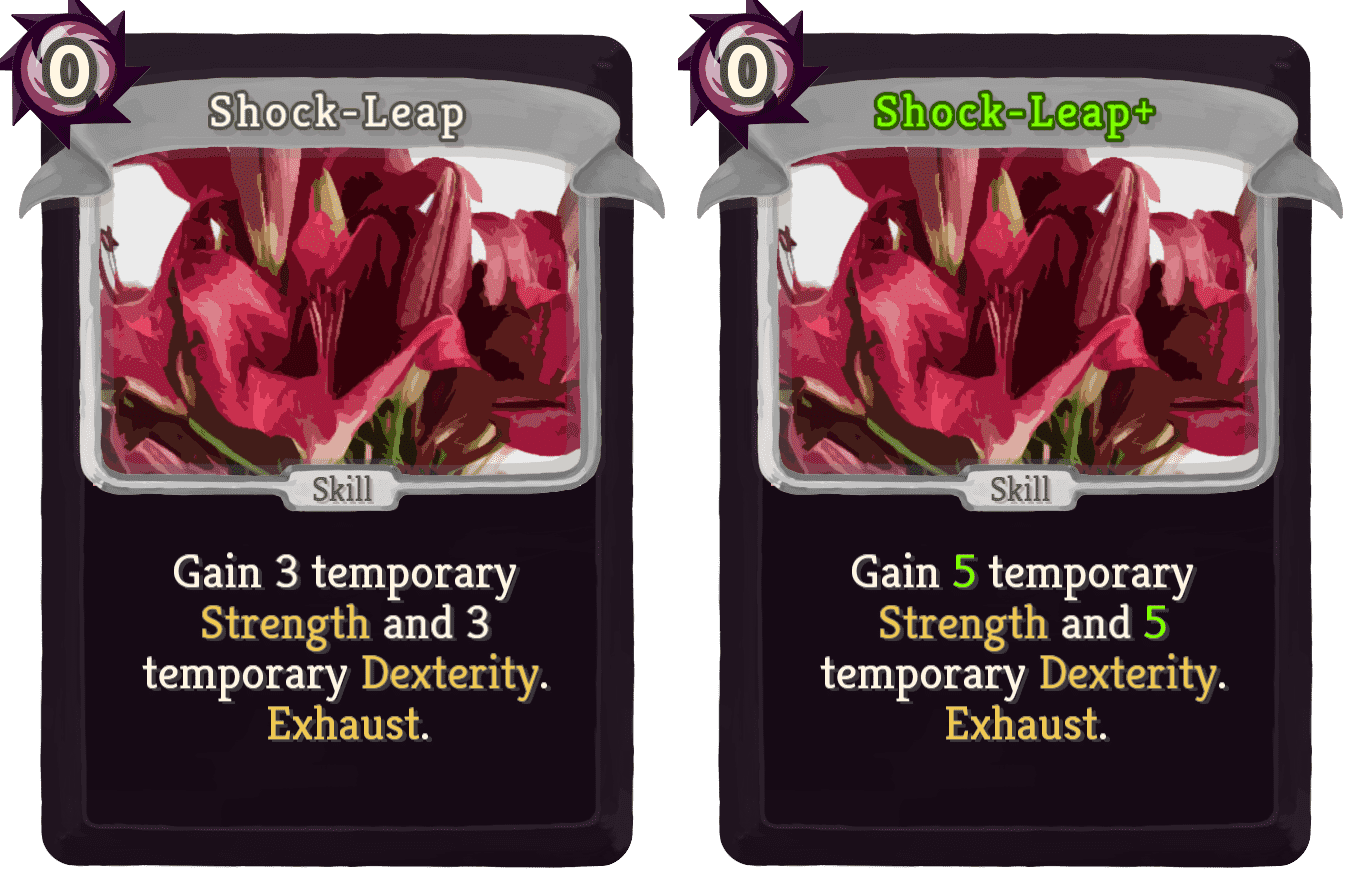 0
Shock-Leap
Skill
Gain 3 temporary
Strength and 3
temporary Dexterity.
Exhaust.
0
Shock-Leap+
Skill
Gain 5 temporary
Strength and 5
temporary Dexterity.
Exhaust.